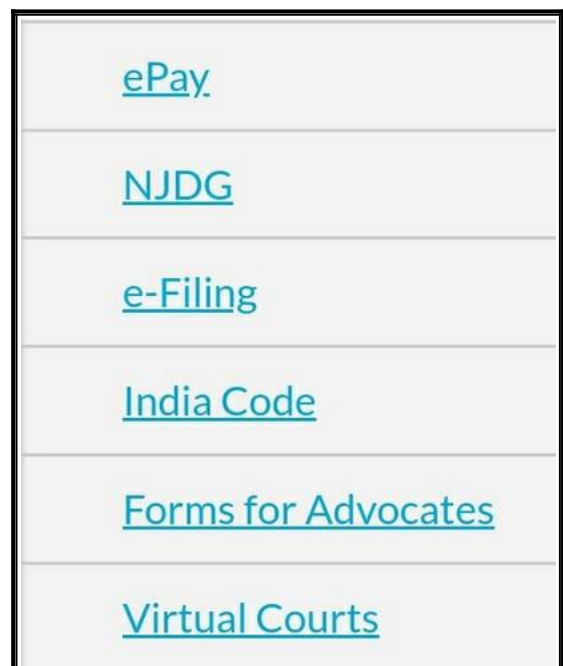 ePay
NJDG
e-Filing
India Code
Forms for Advocates
Virtual Courts